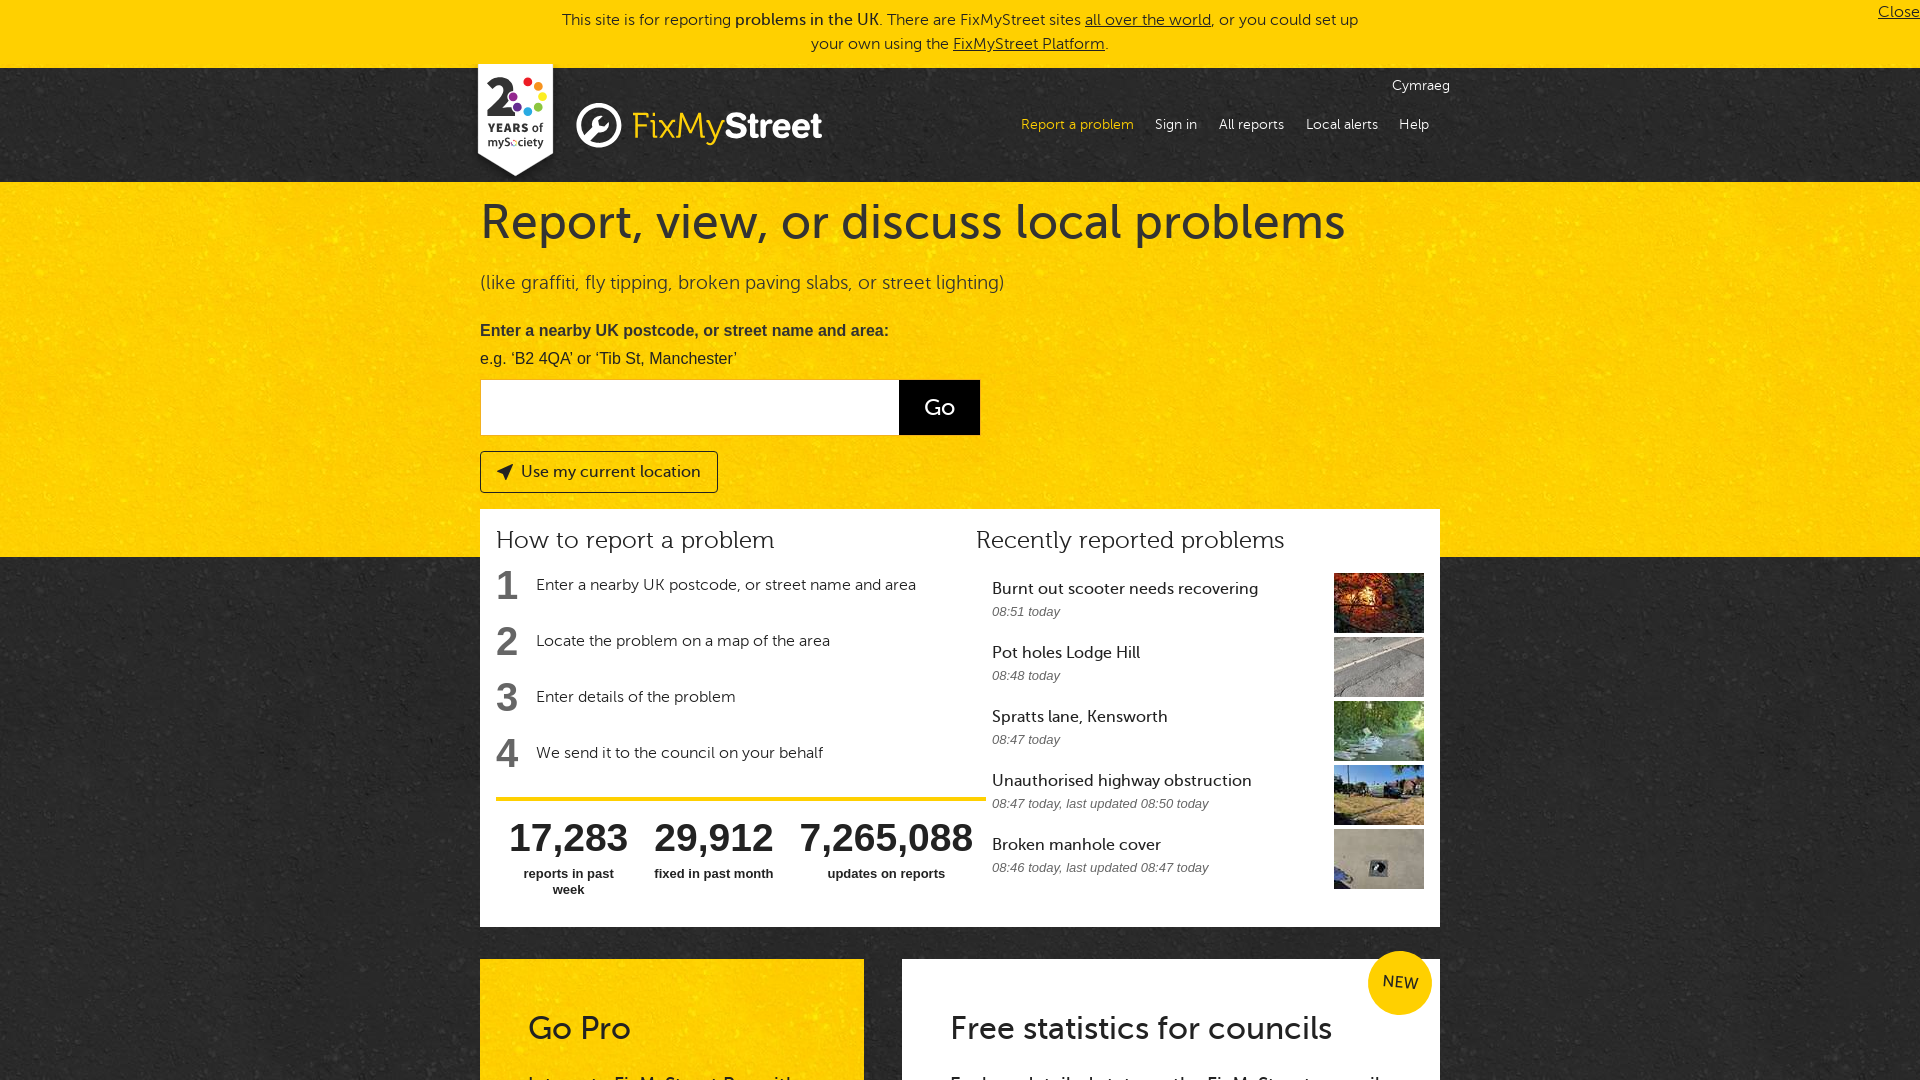 This site is for reporting problems in the UK. There are FixMyStreet sites all over the world, or you could set up
your own using the FixMyStreet Platform.
Close
20
YEARS of
mySociety
FixMyStreet
Cymraeg
Report a problem
Sign in
All reports
Local alerts
Help
Report, view, or discuss local problems
(like graffiti, fly tipping, broken paving slabs, or street lighting)
Enter a nearby UK postcode, or street name and area:
e.g. ‘B2 4QA’ or ‘Tib St, Manchester’
Go
Use my current location
How to report a problem
1 Enter a nearby UK postcode, or street name and area
2 Locate the problem on a map of the area
3 Enter details of the problem
4 We send it to the council on your behalf
17,283
reports in past
week
29,912
fixed in past month
7,265,088
updates on reports
Recently reported problems
Burnt out scooter needs recovering
08:51 today
Pot holes Lodge Hill
08:48 today
Spratts lane, Kensworth
08:47 today
Unauthorised highway obstruction
08:47 today, last updated 08:50 today
Broken manhole cover
08:46 today, last updated 08:47 today
Go Pro
NEW
Free statistics for councils